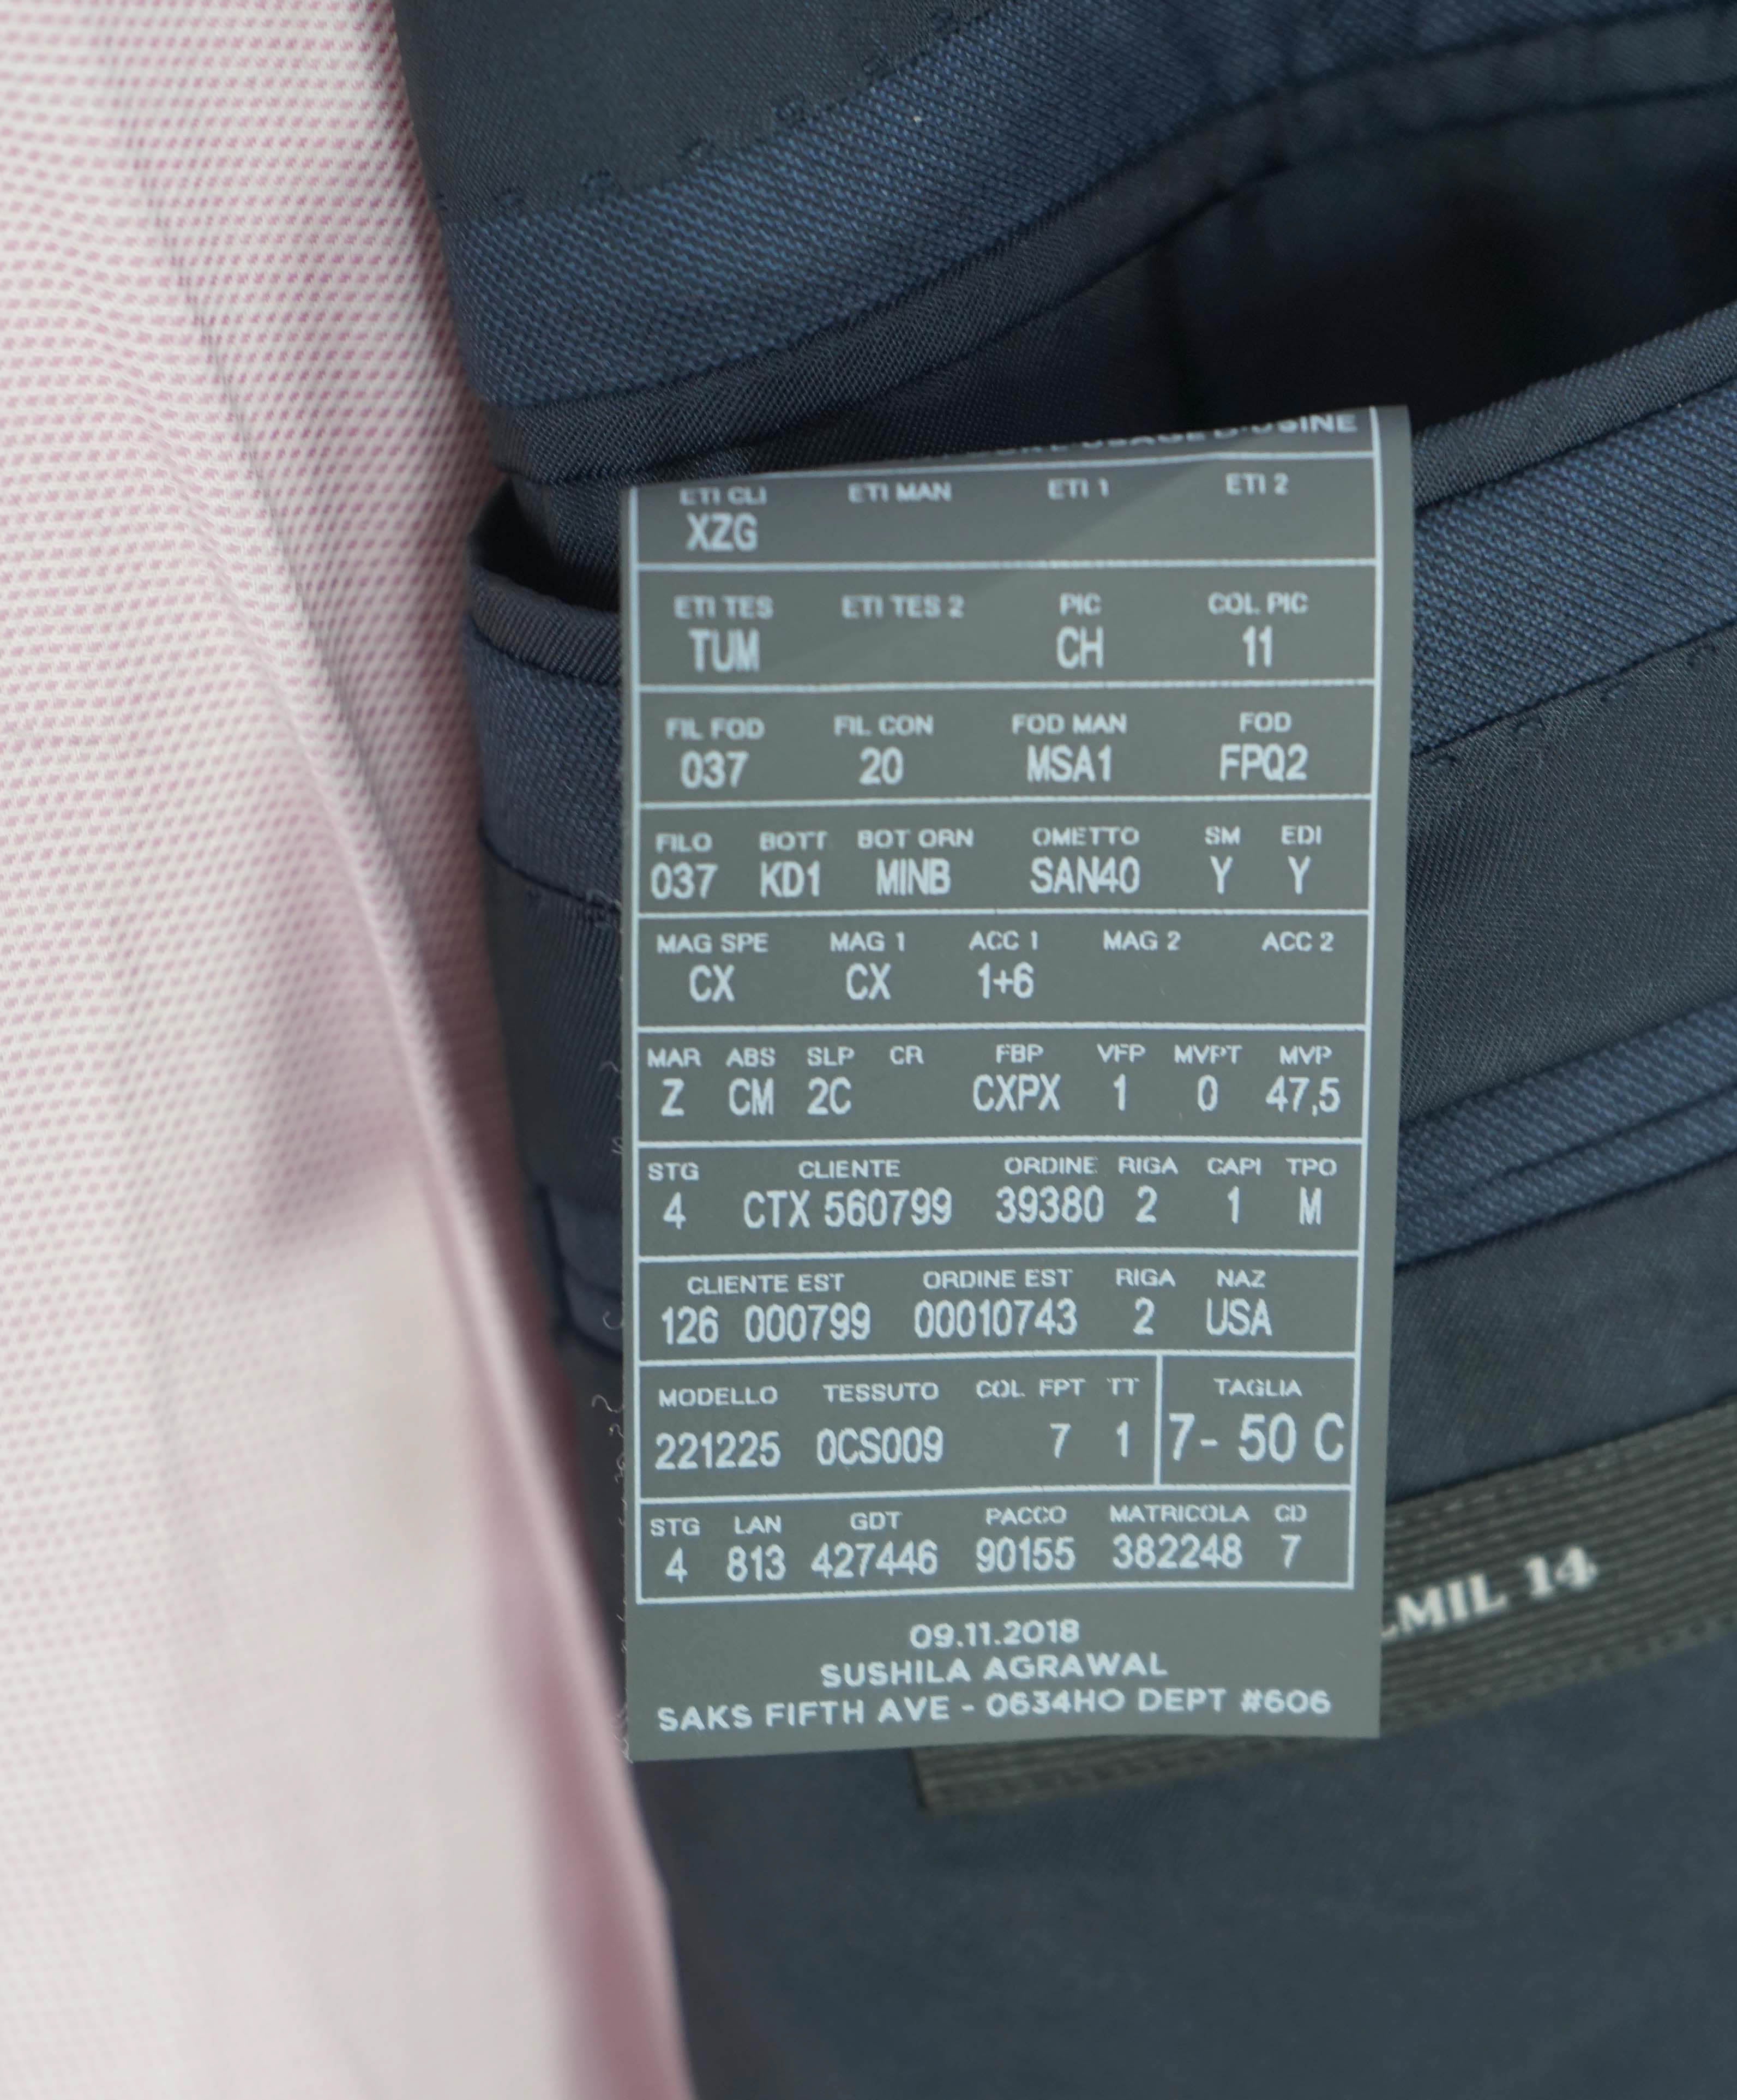 USAGE D'USINE
ETI CLI ETI MAN ETI 1 ETI 2
XZG
ETI TES ETI TES 2 PIC COL PIC
TUM CH 11
FIL FOD FIL CON FOD MAN FOD
037 20 MSA1 FPQ2
FILO BOTT BOT ORN OMETTO SM EDI
037 KD1 MINB SAN40 Y Y
MAG SPE MAG 1 ACC 1 MAG 2 ACC 2
CX CX 1+6
MAR ABS SLP CR FBP VFP MVPT MVP
Z CM 2C CXPX 1 0 47,5
STG CLIENTE ORDINE RIGA CAPI TPO
4 CTX 560799 39380 2 1 M
CLIENTE EST ORDINE EST RIGA NAZ
126 000799 00010743 2 USA
MODELLO TESSUTO COL FPT TT TAGLIA
221225 0CS009 7 1 7- 50 C
STG LAN GDT PACCO MATRICOLA CD
4 813 427446 90155 382248 7
09.11.2018
SUSHILA AGRAWAL
SAKS FIFTH AVE - 0634HO DEPT #606
MIL 14